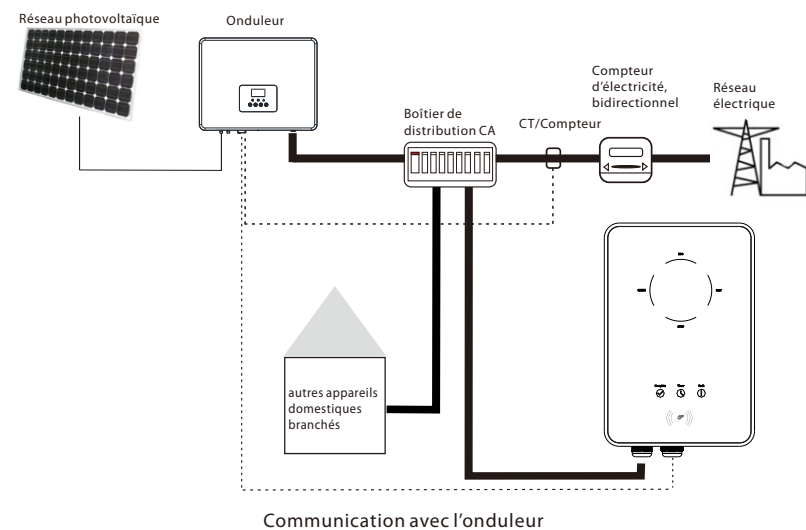 Réseau photovoltaïque
Onduleur
Compteur
d'électricité,
bidirectionnel
Réseau
électrique
Boîtier de
distribution CA
CT/Compteur
autres appareils
domestiques
branchés
Communication avec l'onduleur